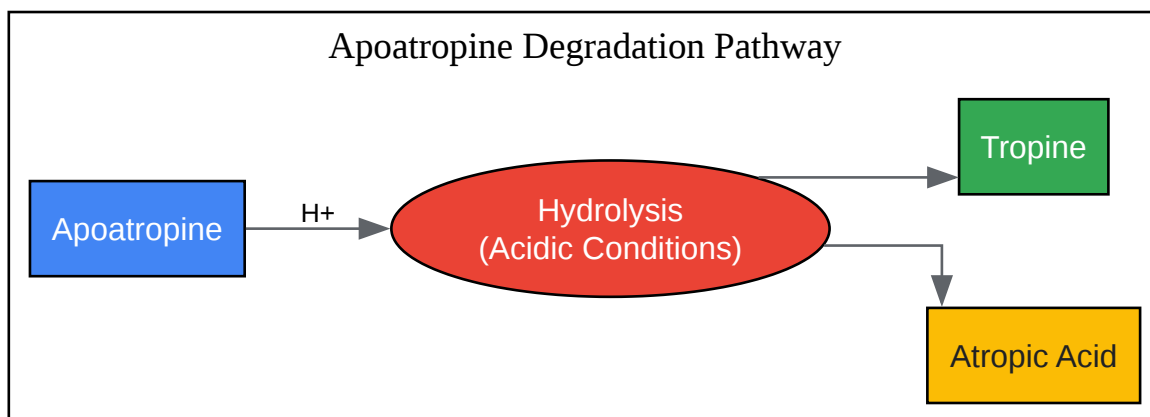 Apoatropine Degradation Pathway
Apoatropine
H+
Hydrolysis
(Acidic Conditions)
Tropine
Atropic Acid